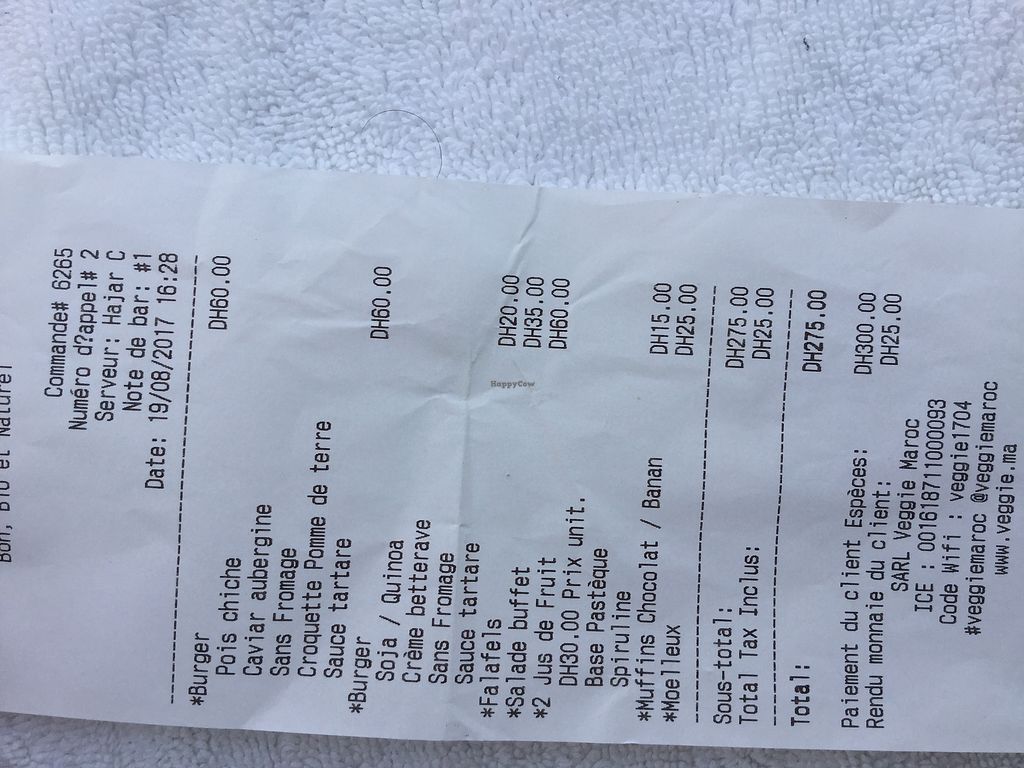 Bon, Bio et Naturel
Commande# 6265
Numéro d?appel# 2
Serveur: Hajar C
Note de bar: #1
Date: 19/08/2017 16:28
*Burger DH60.00
Pois chiche
Caviar aubergine
Sans Fromage
Croquette Pomme de terre
Sauce tartare
*Burger DH60.00
Soja / Quinoa
Crème betterave
Sans Fromage
Sauce tartare
*Falafels DH20.00
*Salade buffet DH35.00
*2 Jus de Fruit DH60.00
DH30.00 Prix unit.
Base Pastèque
Spiruline
*Muffins Chocolat / Banan DH15.00
*Moelleux DH25.00
Sous-total: DH275.00
Total Tax Inclus: DH25.00
Total: DH275.00
Paiement du client Espèces: DH300.00
Rendu monnaie du client: DH25.00
SARL Veggie Maroc
ICE : 001618711000093
Code Wifi : veggie1704
#veggiemaroc @veggiemaroc
www.veggie.ma
HappyCow